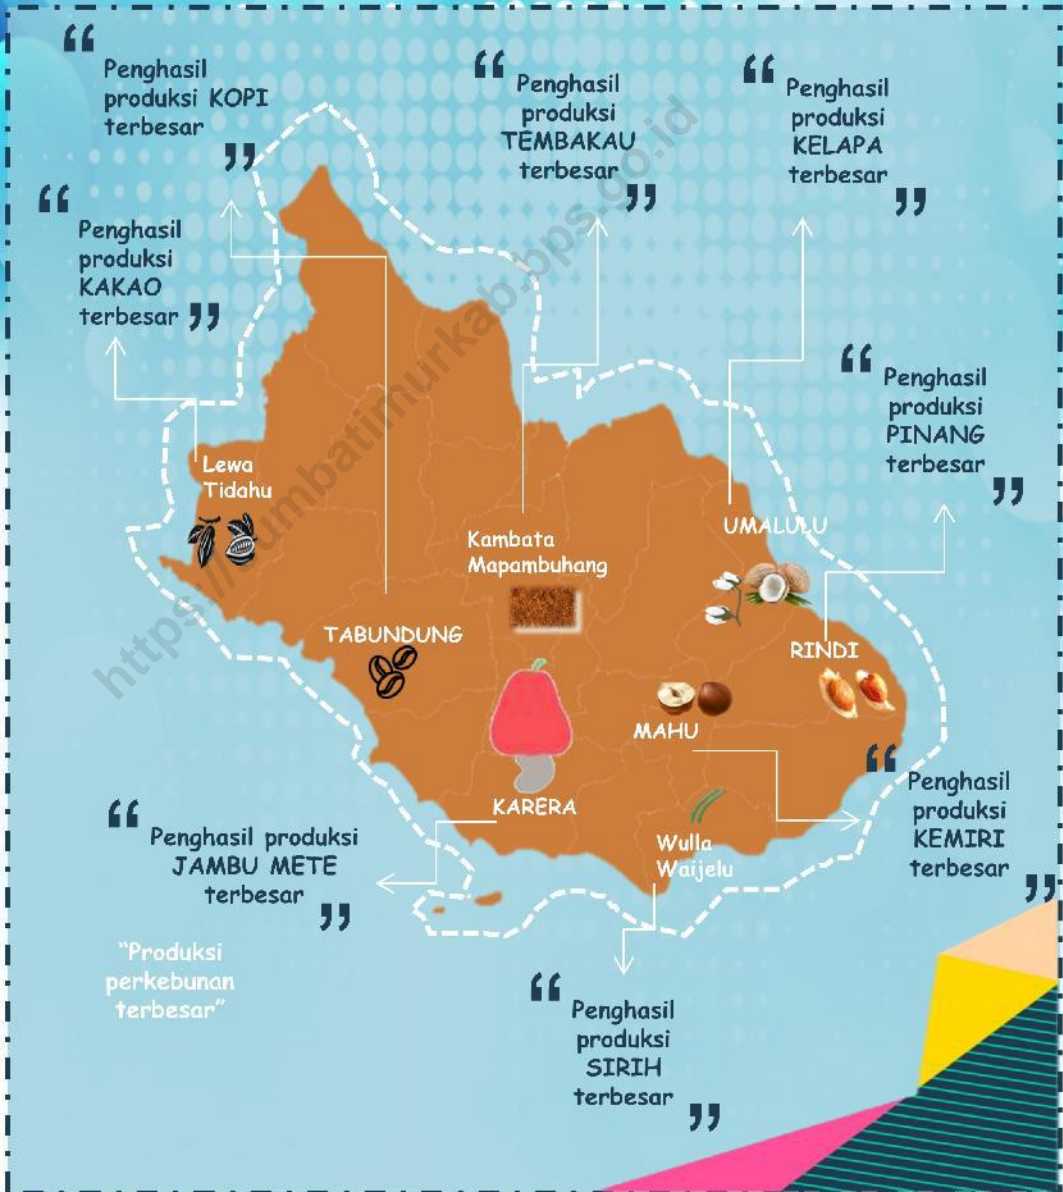 Penghasil
produksi KOPI
terbesar
Penghasil
produksi
TEMBAKAU
terbesar
Penghasil
produksi
KELAPA
terbesar
Penghasil
produksi
KAKAO
terbesar
Penghasil
produksi
PINANG
terbesar
Lewa
Tidahu
Kambata
Mapambuhang
UMALULU
TABUNDUNG
RINDI
MAHU
KARERA
Wulla
Waijelu
Penghasil
produksi
KEMIRI
terbesar
Penghasil produksi
JAMBU METE
terbesar
"Produksi
perkebunan
terbesar"
Penghasil
produksi
SIRIH
terbesar
https://sumbatimurkab.bps.go.id